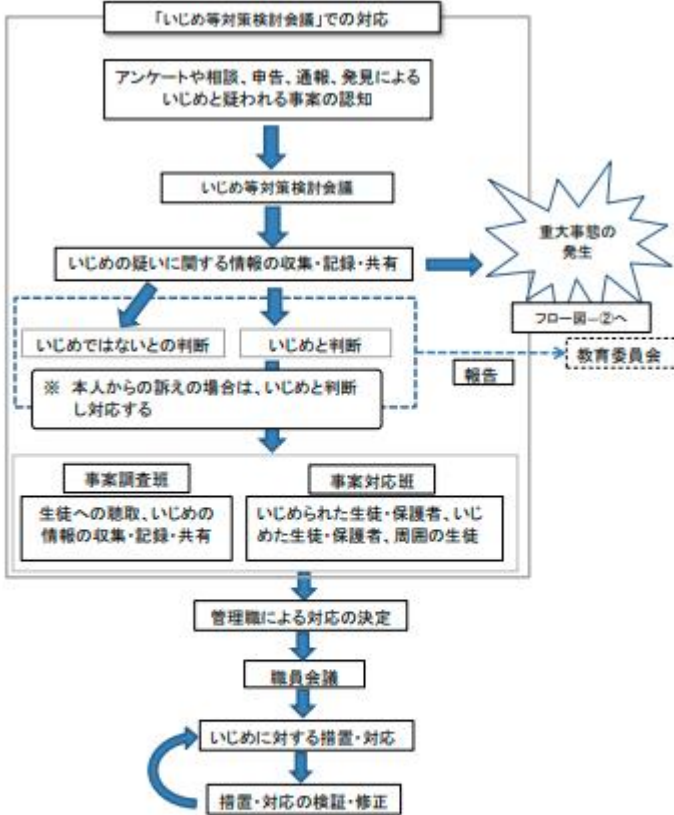 「いじめ等対策検討会議」での対応
アンケートや相談、申告、通報、発見による
いじめと疑われる事案の認知
いじめ等対策検討会議
いじめの疑いに関する情報の収集・記録・共有
重大事態の
発生
フロー図－②へ
いじめではないとの判断
いじめと判断
教育委員会
報告
※ 本人からの訴えの場合は、いじめと判断
し対応する
事案調査班
生徒への聴取、いじめの
情報の収集・記録・共有
事案対応班
いじめられた生徒・保護者、いじ
めた生徒・保護者、周囲の生徒
管理職による対応の決定
職員会議
いじめに対する措置・対応
措置・対応の検証・修正